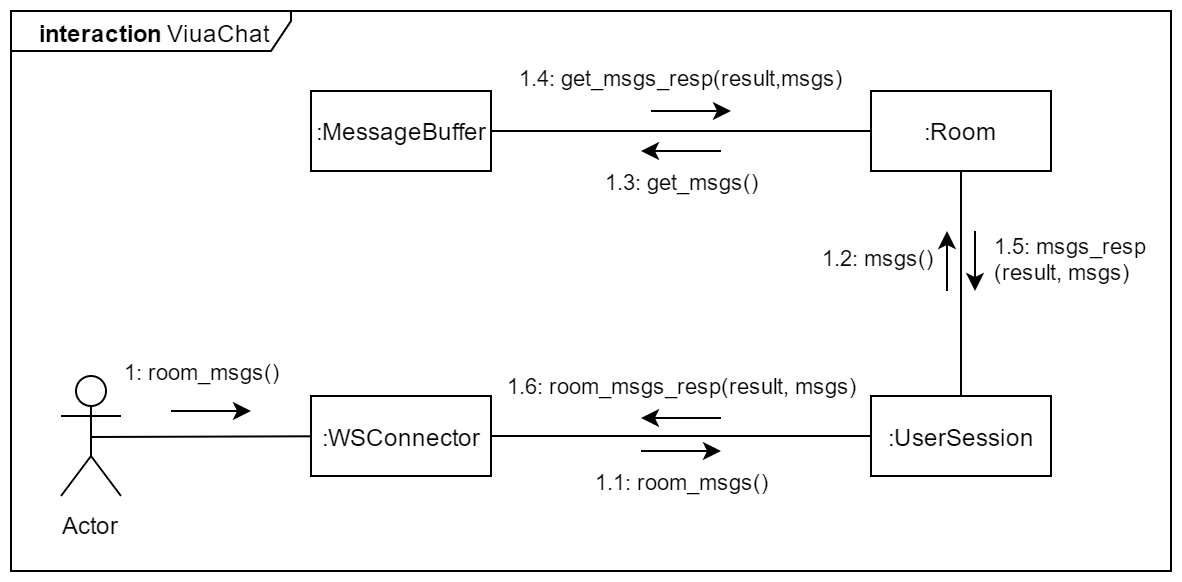 interaction ViuaChat
1.4: get_msgs_resp(result,msgs)
:MessageBuffer
:Room
1.3: get_msgs()
1.2: msgs()
1.5: msgs_resp
(result, msgs)
1: room_msgs()
1.6: room_msgs_resp(result, msgs)
:WSConnector
:UserSession
1.1: room_msgs()
Actor